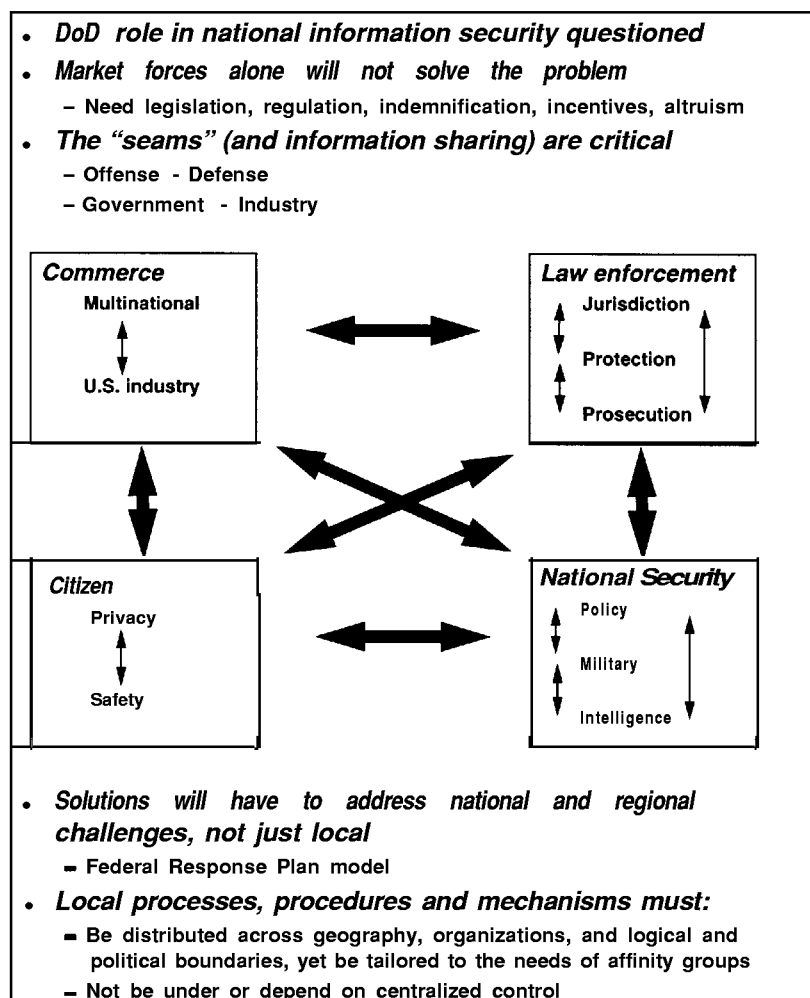 • DoD role in national information security questioned
• Market forces alone will not solve the problem
– Need legislation, regulation, indemnification, incentives, altruism
• The “seams” (and information sharing) are critical
– Offense - Defense
– Government - Industry
Commerce
Multinational
U.S. industry
Law enforcement
Jurisdiction
Protection
Prosecution
Citizen
Privacy
Safety
National Security
Policy
Military
Intelligence
• Solutions will have to address national and regional
challenges, not just local
– Federal Response Plan model
• Local processes, procedures and mechanisms must:
– Be distributed across geography, organizations, and logical and
political boundaries, yet be tailored to the needs of affinity groups
– Not be under or depend on centralized control